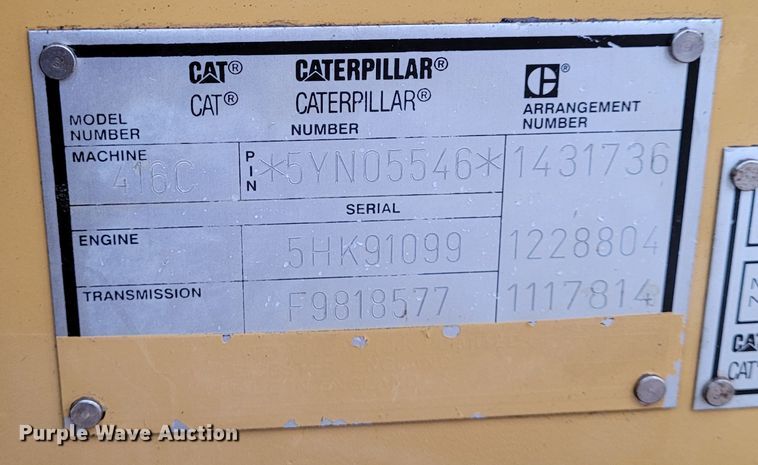 CAT® CATERPILLAR® ®
CAT® CATERPILLAR®
MODEL NUMBER NUMBER ARRANGEMENT NUMBER
MACHINE 416C PIN *5YN05546* 1431736
SERIAL
ENGINE 5HK91099 1228804
TRANSMISSION F9818577 1117814
CAT
Purple Wave Auction